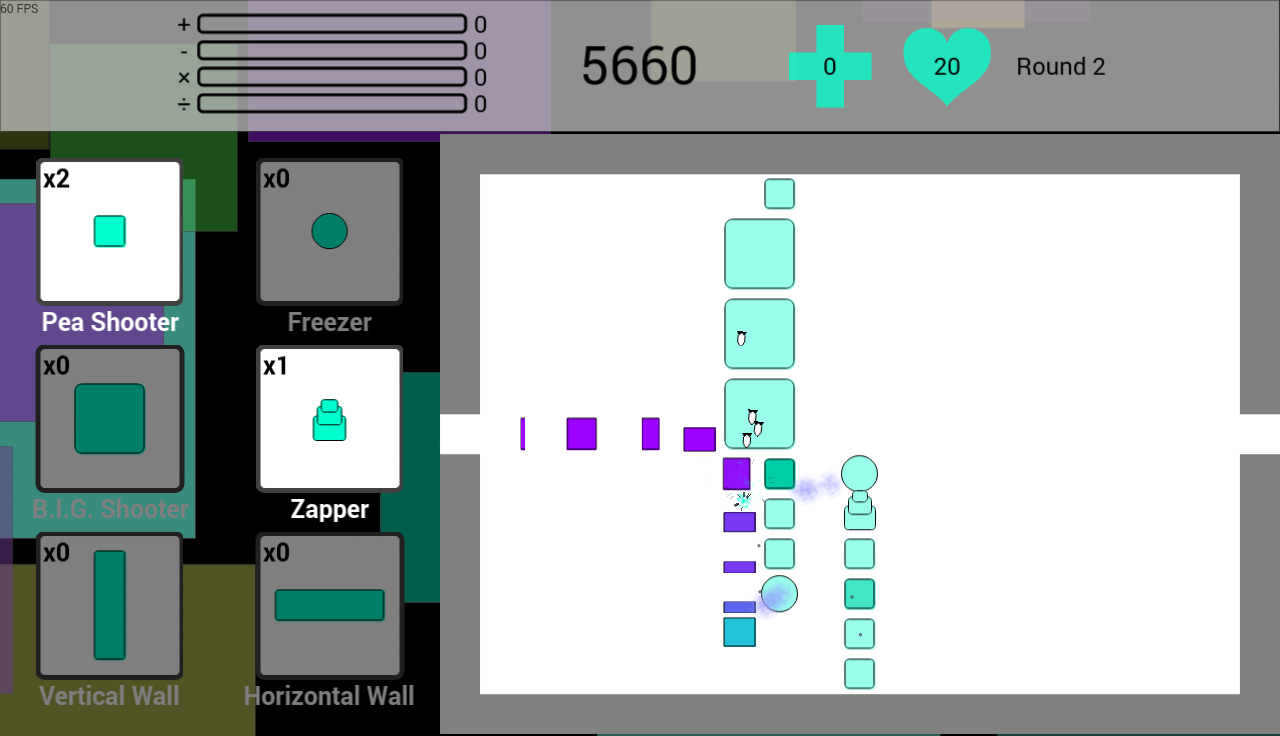 60 FPS
+ 0
- 0
× 0
÷ 0
5660
0
20
Round 2
x2
x0
Pea Shooter
Freezer
x0
x1
B.I.G. Shooter
Zapper
x0
x0
Vertical Wall
Horizontal Wall